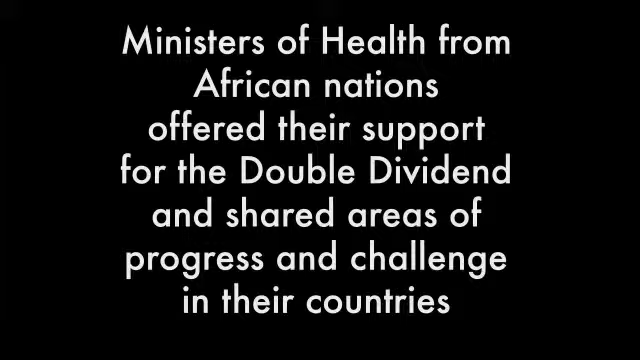 Ministers of Health from
African nations
offered their support
for the Double Dividend
and shared areas of
progress and challenge
in their countries